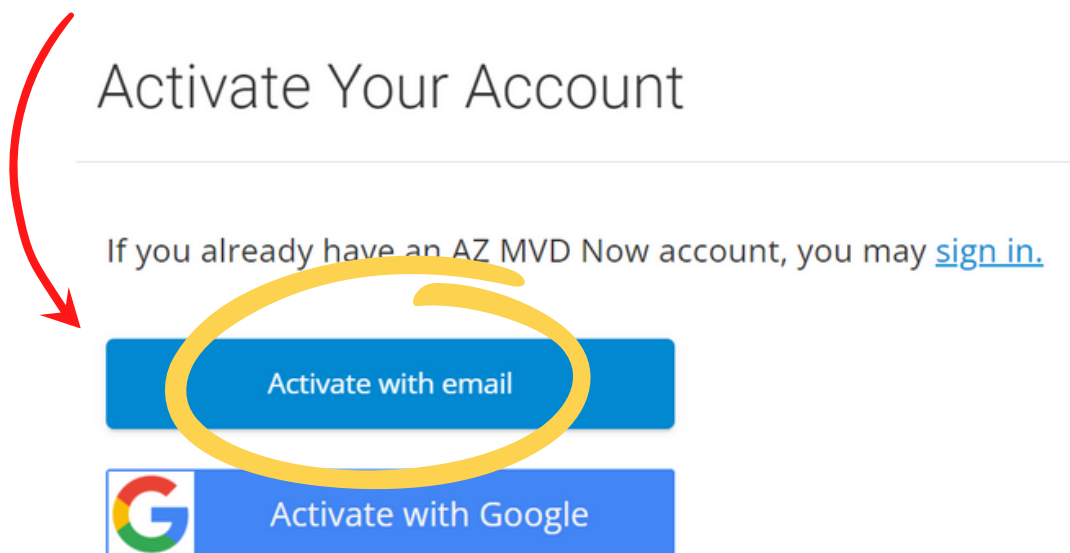 Activate Your Account
If you already have an AZ MVD Now account, you may sign in.
Activate with email
Activate with Google